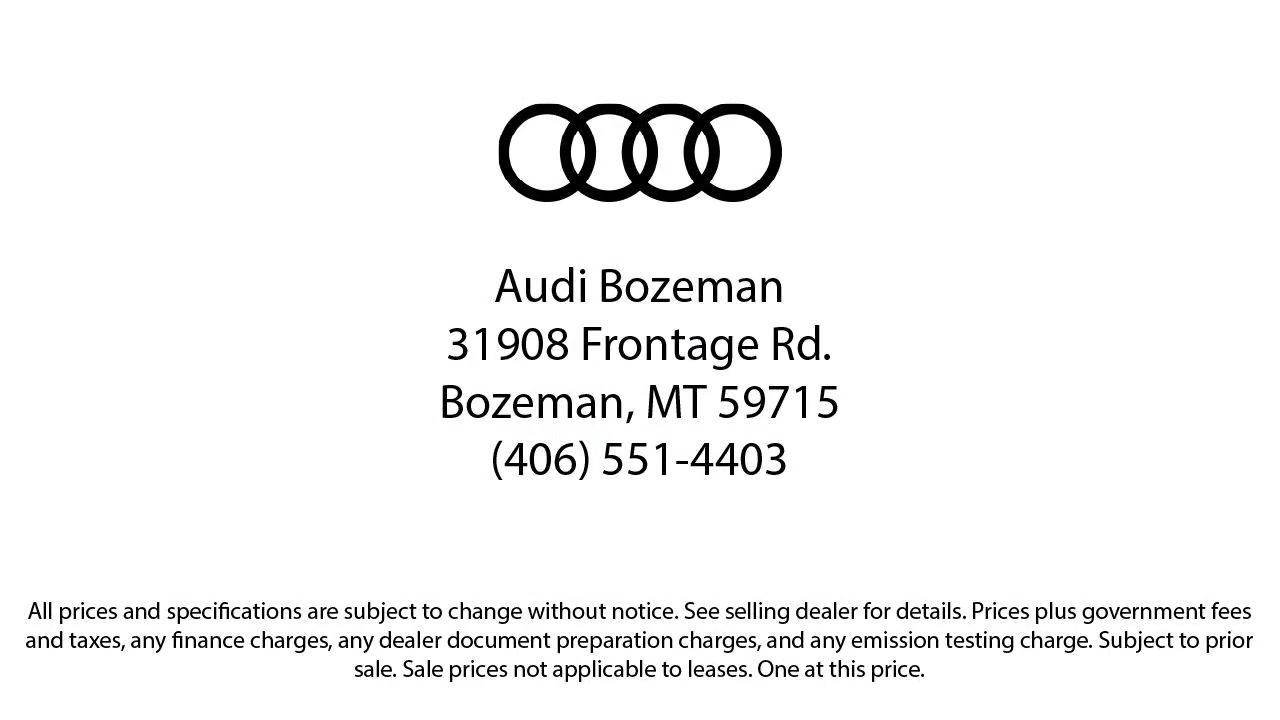 Audi Bozeman
31908 Frontage Rd.
Bozeman, MT 59715
(406) 551-4403
All prices and specifications are subject to change without notice. See selling dealer for details. Prices plus government fees
and taxes, any finance charges, any dealer document preparation charges, and any emission testing charge. Subject to prior
sale. Sale prices not applicable to leases. One at this price.